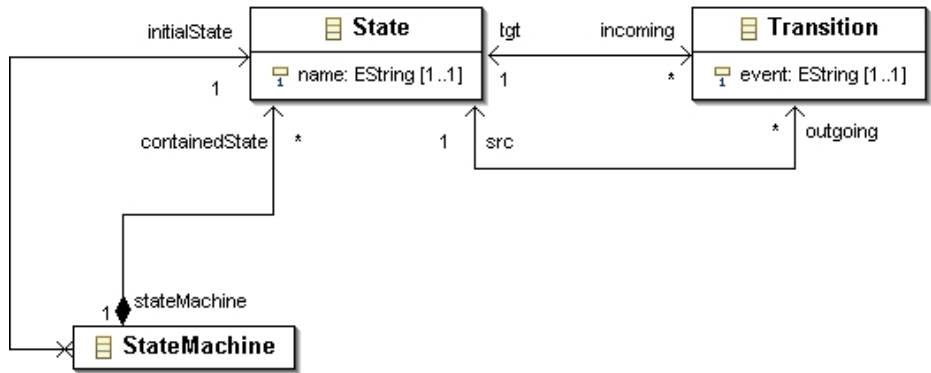 State
name: EString [1..1]
Transition
event: EString [1..1]
initialState
1
tgt
1
incoming
*
containedState
*
1
src
*
outgoing
1
stateMachine
StateMachine